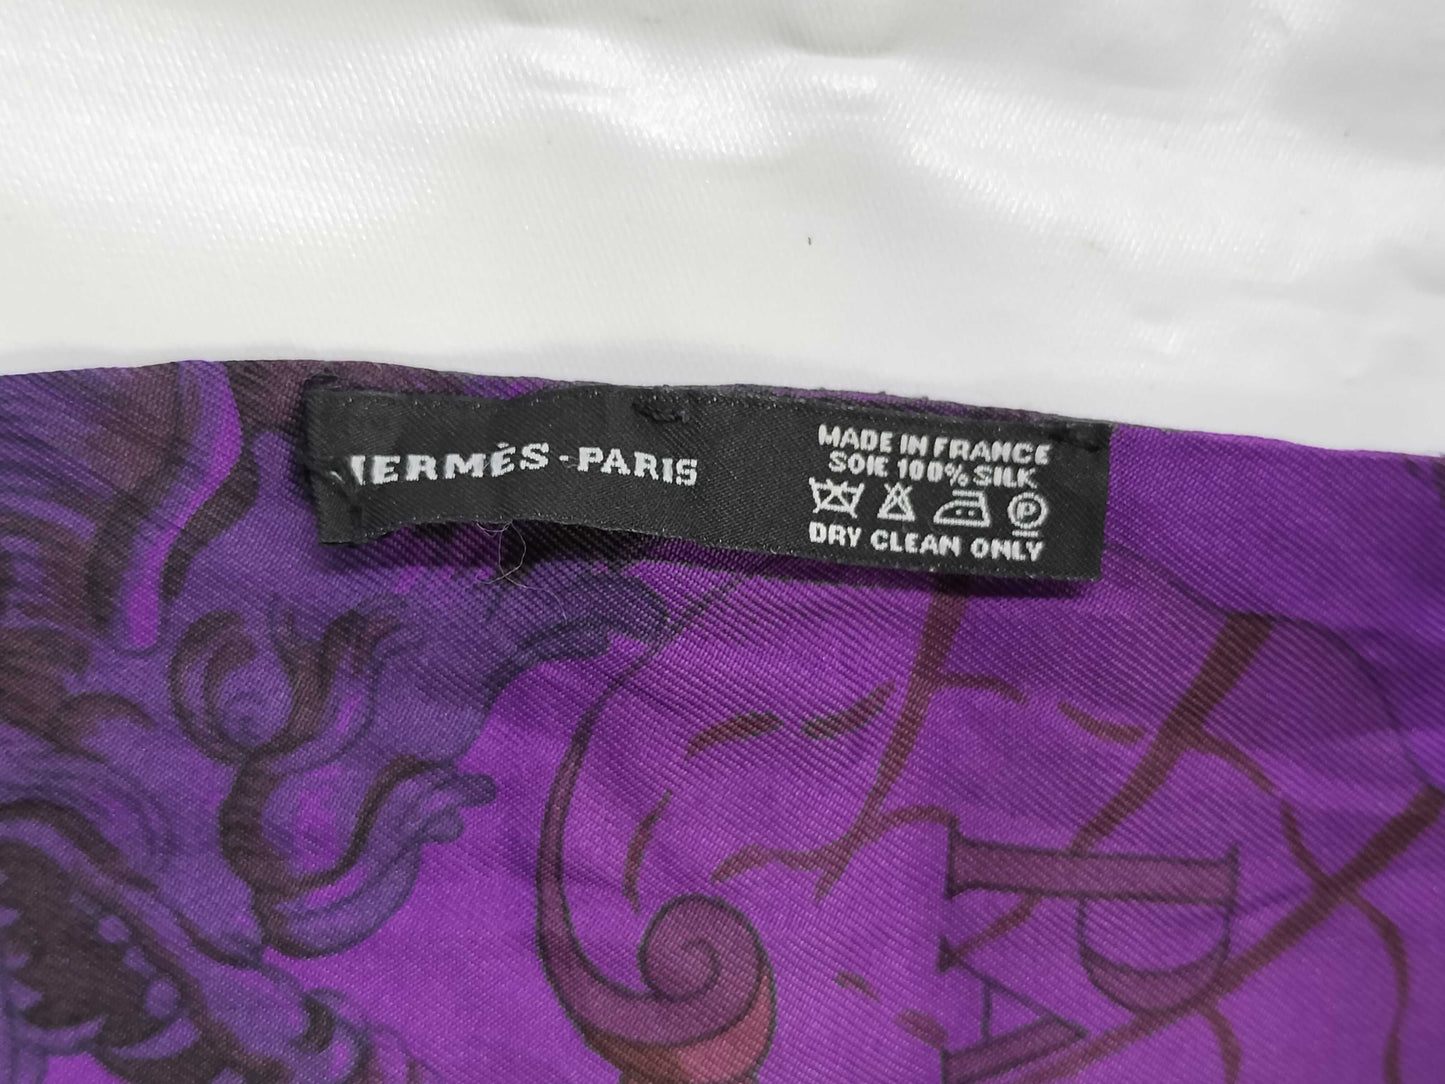 HERMÈS-PARIS
MADE IN FRANCE
SOIE 100% SILK
P
DRY CLEAN ONLY